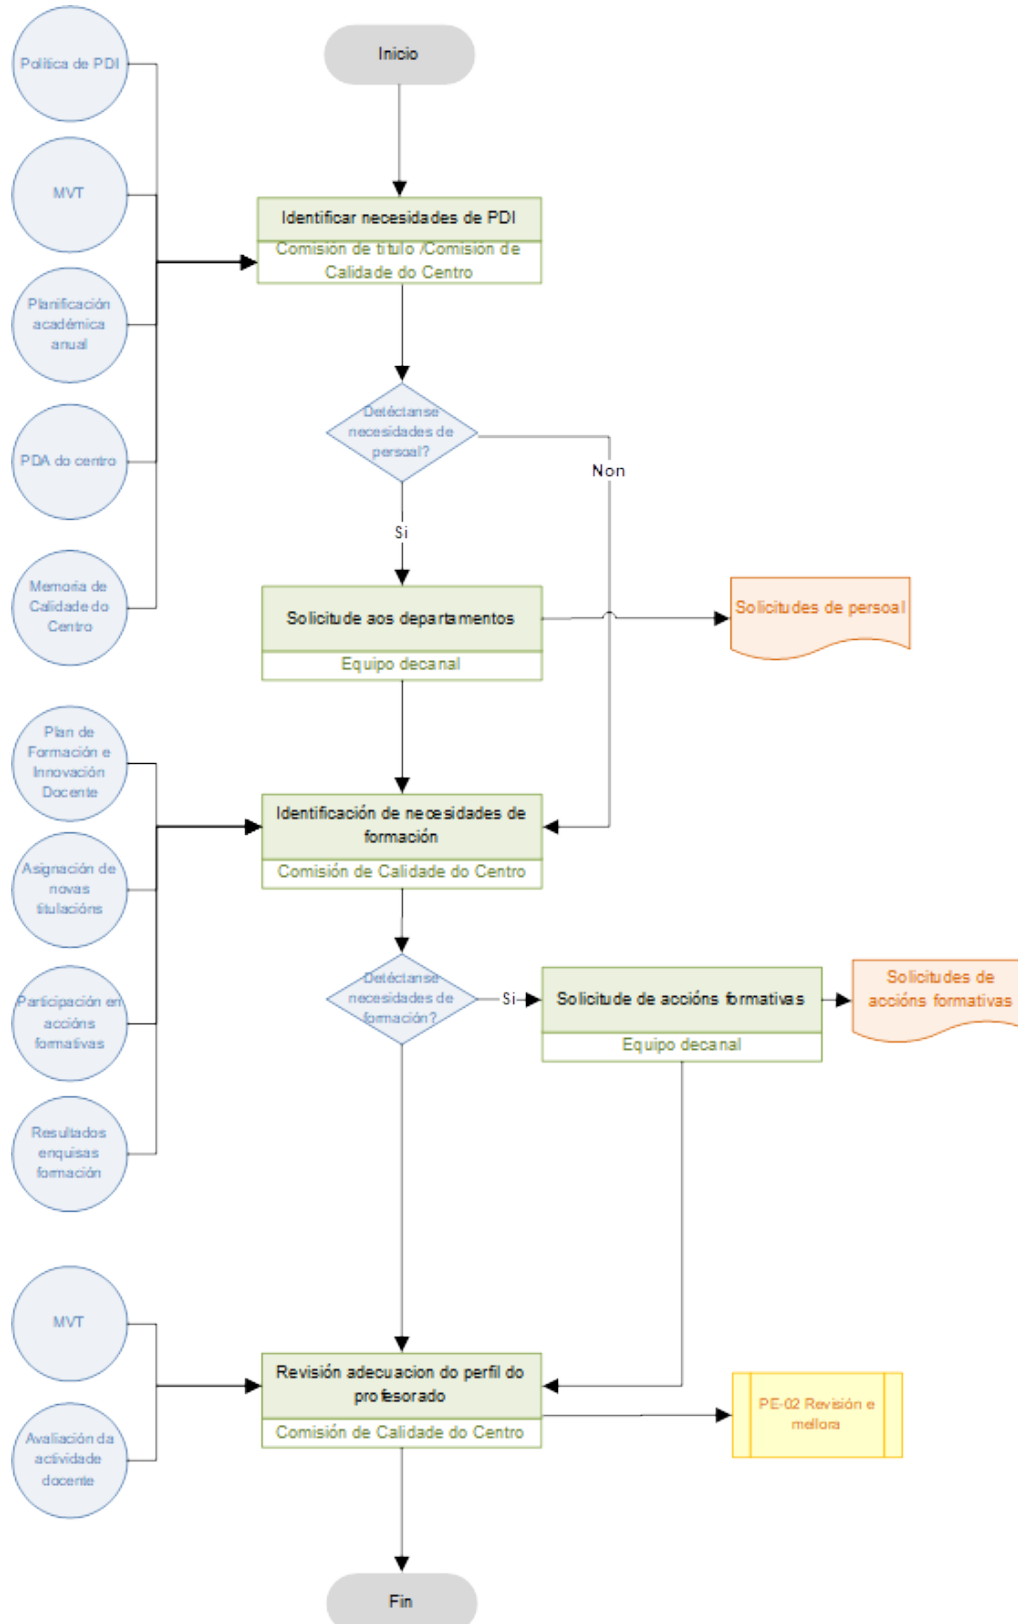 Política de PDI
Inicio
MVT
Identificar necesidades de PDI
Comisión de título /Comisión de
Calidade do Centro
Planificación
académica
anual
Detéctanse
necesidades de
persoal?
PDA do centro
Non
Si
Memoria de
Calidade do
Centro
Solicitude aos departamentos
Equipo decanal
Solicitudes de persoal
Plan de
Formación e
Innovación
Docente
Identificación de necesidades de
formación
Comisión de Calidade do Centro
Asignación de
novas
titulacións
Detéctanse
necesidades de
formación?
Si
Solicitude de accións formativas
Equipo decanal
Solicitudes de
accións formativas
Participación en
accións
formativas
Resultados
enquisas
formación
MVT
Revisión adecuacion do perfil do
profesorado
Comisión de Calidade do Centro
PE-02 Revisión e
mellora
Avaliación da
actividade
docente
Fin